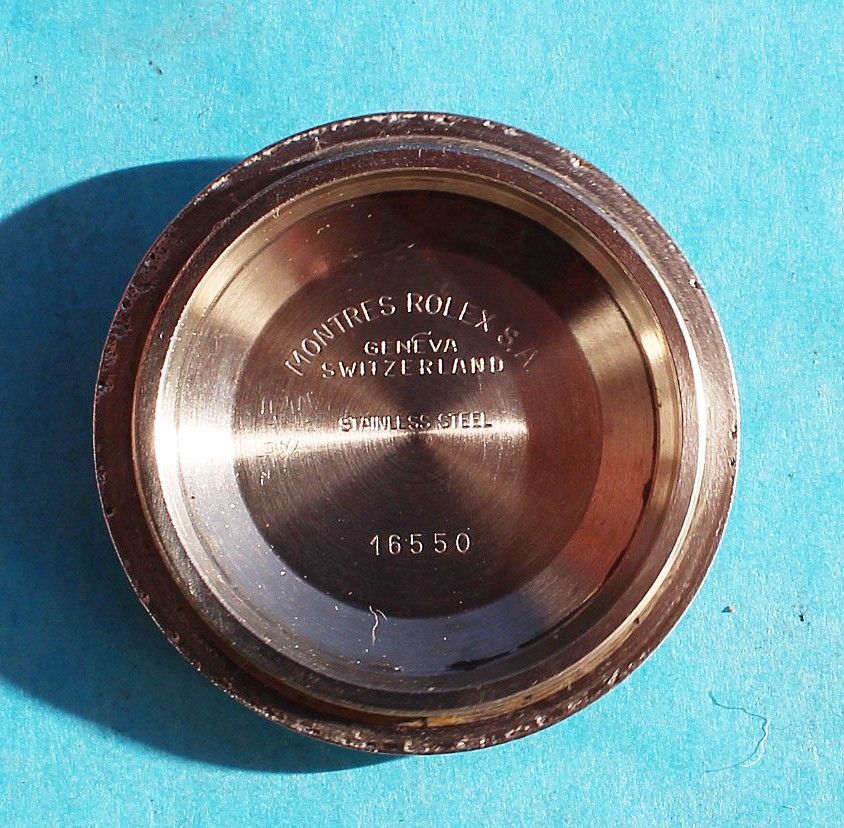 MONTRES ROLEX S.A.
GENEVA
SWITZERLAND
STAINLESS STEEL
16550